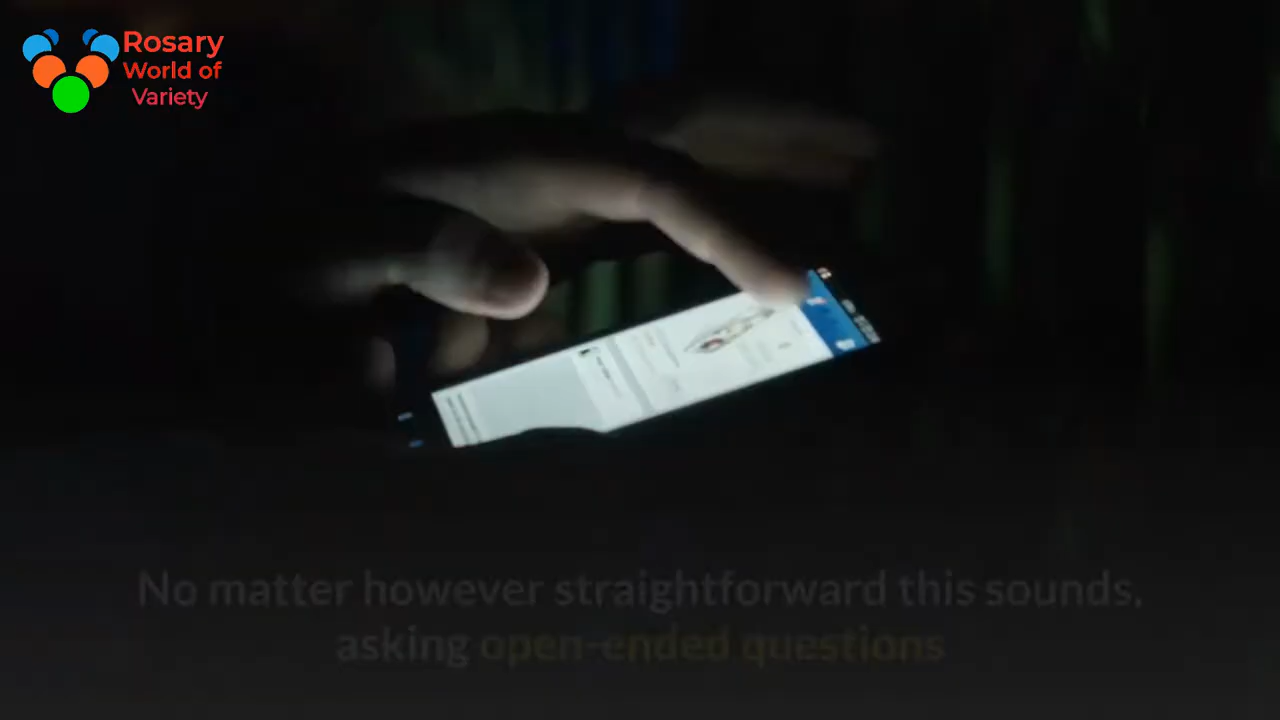 Rosary
World of
Variety
No matter however straightforward this sounds,
asking open-ended questions